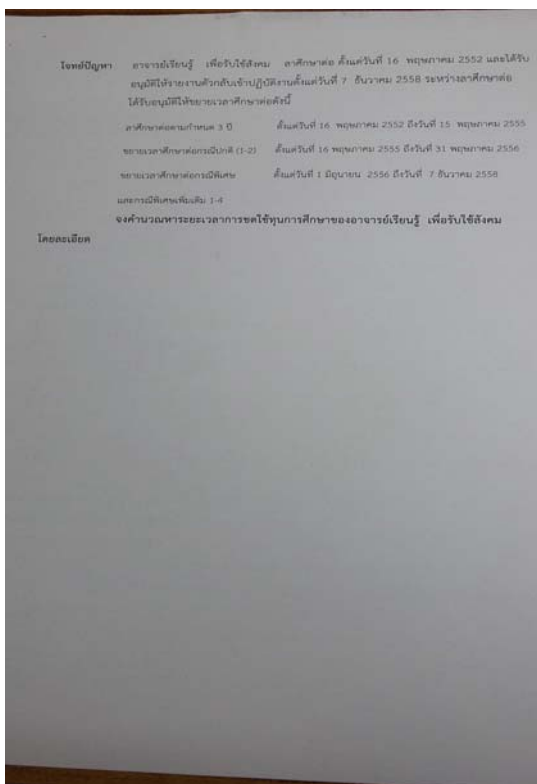 โจทย์ปัญหา อาจารย์เรียนรู้ เพื่อรับใช้สังคม ลาศึกษาต่อ ตั้งแต่วันที่ 16 พฤษภาคม 2552 และได้รับ
อนุมัติให้รายงานตัวกลับเข้าปฏิบัติงานตั้งแต่วันที่ 7 ธันวาคม 2558 ระหว่างลาศึกษาต่อ
ได้รับอนุมัติให้ขยายเวลาศึกษาต่อดังนี้
ลาศึกษาต่อตามกำหนด 3 ปี ตั้งแต่วันที่ 16 พฤษภาคม 2552 ถึงวันที่ 15 พฤษภาคม 2555
ขยายเวลาศึกษาต่อกรณีปกติ (1-2) ตั้งแต่วันที่ 16 พฤษภาคม 2555 ถึงวันที่ 31 พฤษภาคม 2556
ขยายเวลาศึกษาต่อกรณีพิเศษ ตั้งแต่วันที่ 1 มิถุนายน 2556 ถึงวันที่ 7 ธันวาคม 2558
และกรณีพิเศษเพิ่มเติม 1-4
จงคำนวณหาระยะเวลาการชดใช้ทุนการศึกษาของอาจารย์เรียนรู้ เพื่อรับใช้สังคม
โดยละเอียด